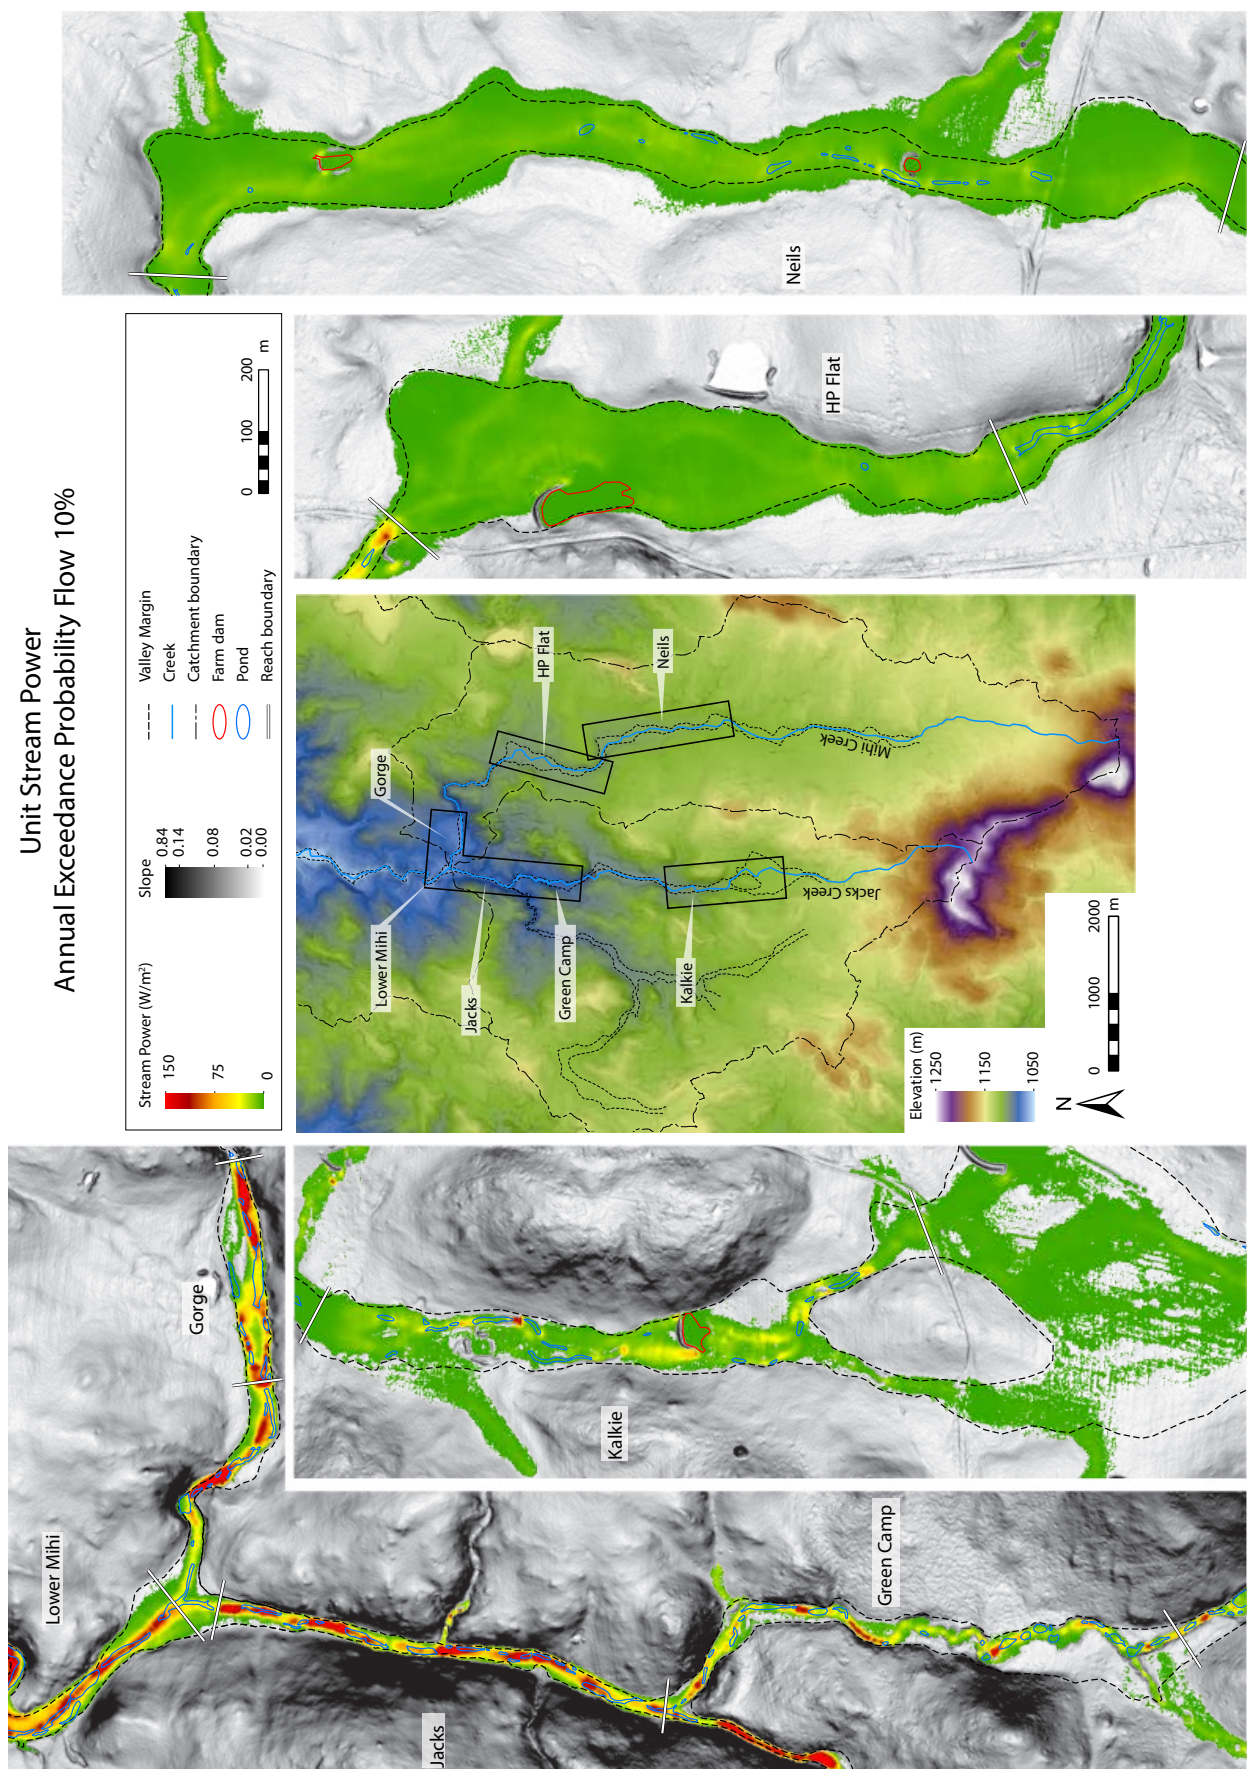 Unit Stream Power
Annual Exceedance Probability Flow 10%
Stream Power (W/m²)
150
75
0
Slope
0.84
0.14
0.08
0.02
0.00
Valley Margin
Creek
Catchment boundary
Farm dam
Pond
Reach boundary
0
100
200
m
Lower Mihi
Gorge
Jacks
Green Camp
Kalkie
Lower Mihi
Jacks
Green Camp
Kalkie
Gorge
HP Flat
Neils
Jacks Creek
Mihi Creek
Elevation (m)
1250
1150
1050
N
0
1000
2000
m
HP Flat
Neils